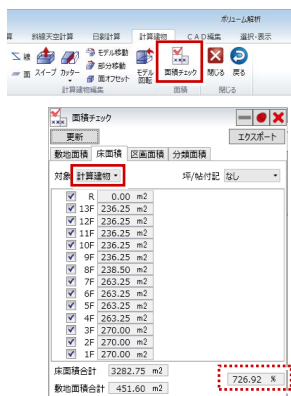 ボリューム解析
算 斜線天空計算 日影計算 計算建物 CAD編集 選択・表示
線 モデル移動
部分移動
面 スイープ カッター 面オフセット モデル回転 面積チェック 閉じる 戻る
計算建物編集 面積 閉じる
面積チェック
更新 エクスポート
敷地面積 床面積 区画面積 分類面積
対象 計算建物 坪/帖付記 なし
R 0.00 m2
13F 236.25 m2
12F 236.25 m2
11F 236.25 m2
10F 236.25 m2
9F 236.25 m2
8F 238.50 m2
7F 263.25 m2
6F 263.25 m2
5F 263.25 m2
4F 263.25 m2
3F 270.00 m2
2F 270.00 m2
1F 270.00 m2
床面積合計 3282.75 m2
726.92 %
敷地面積合計 451.60 m2